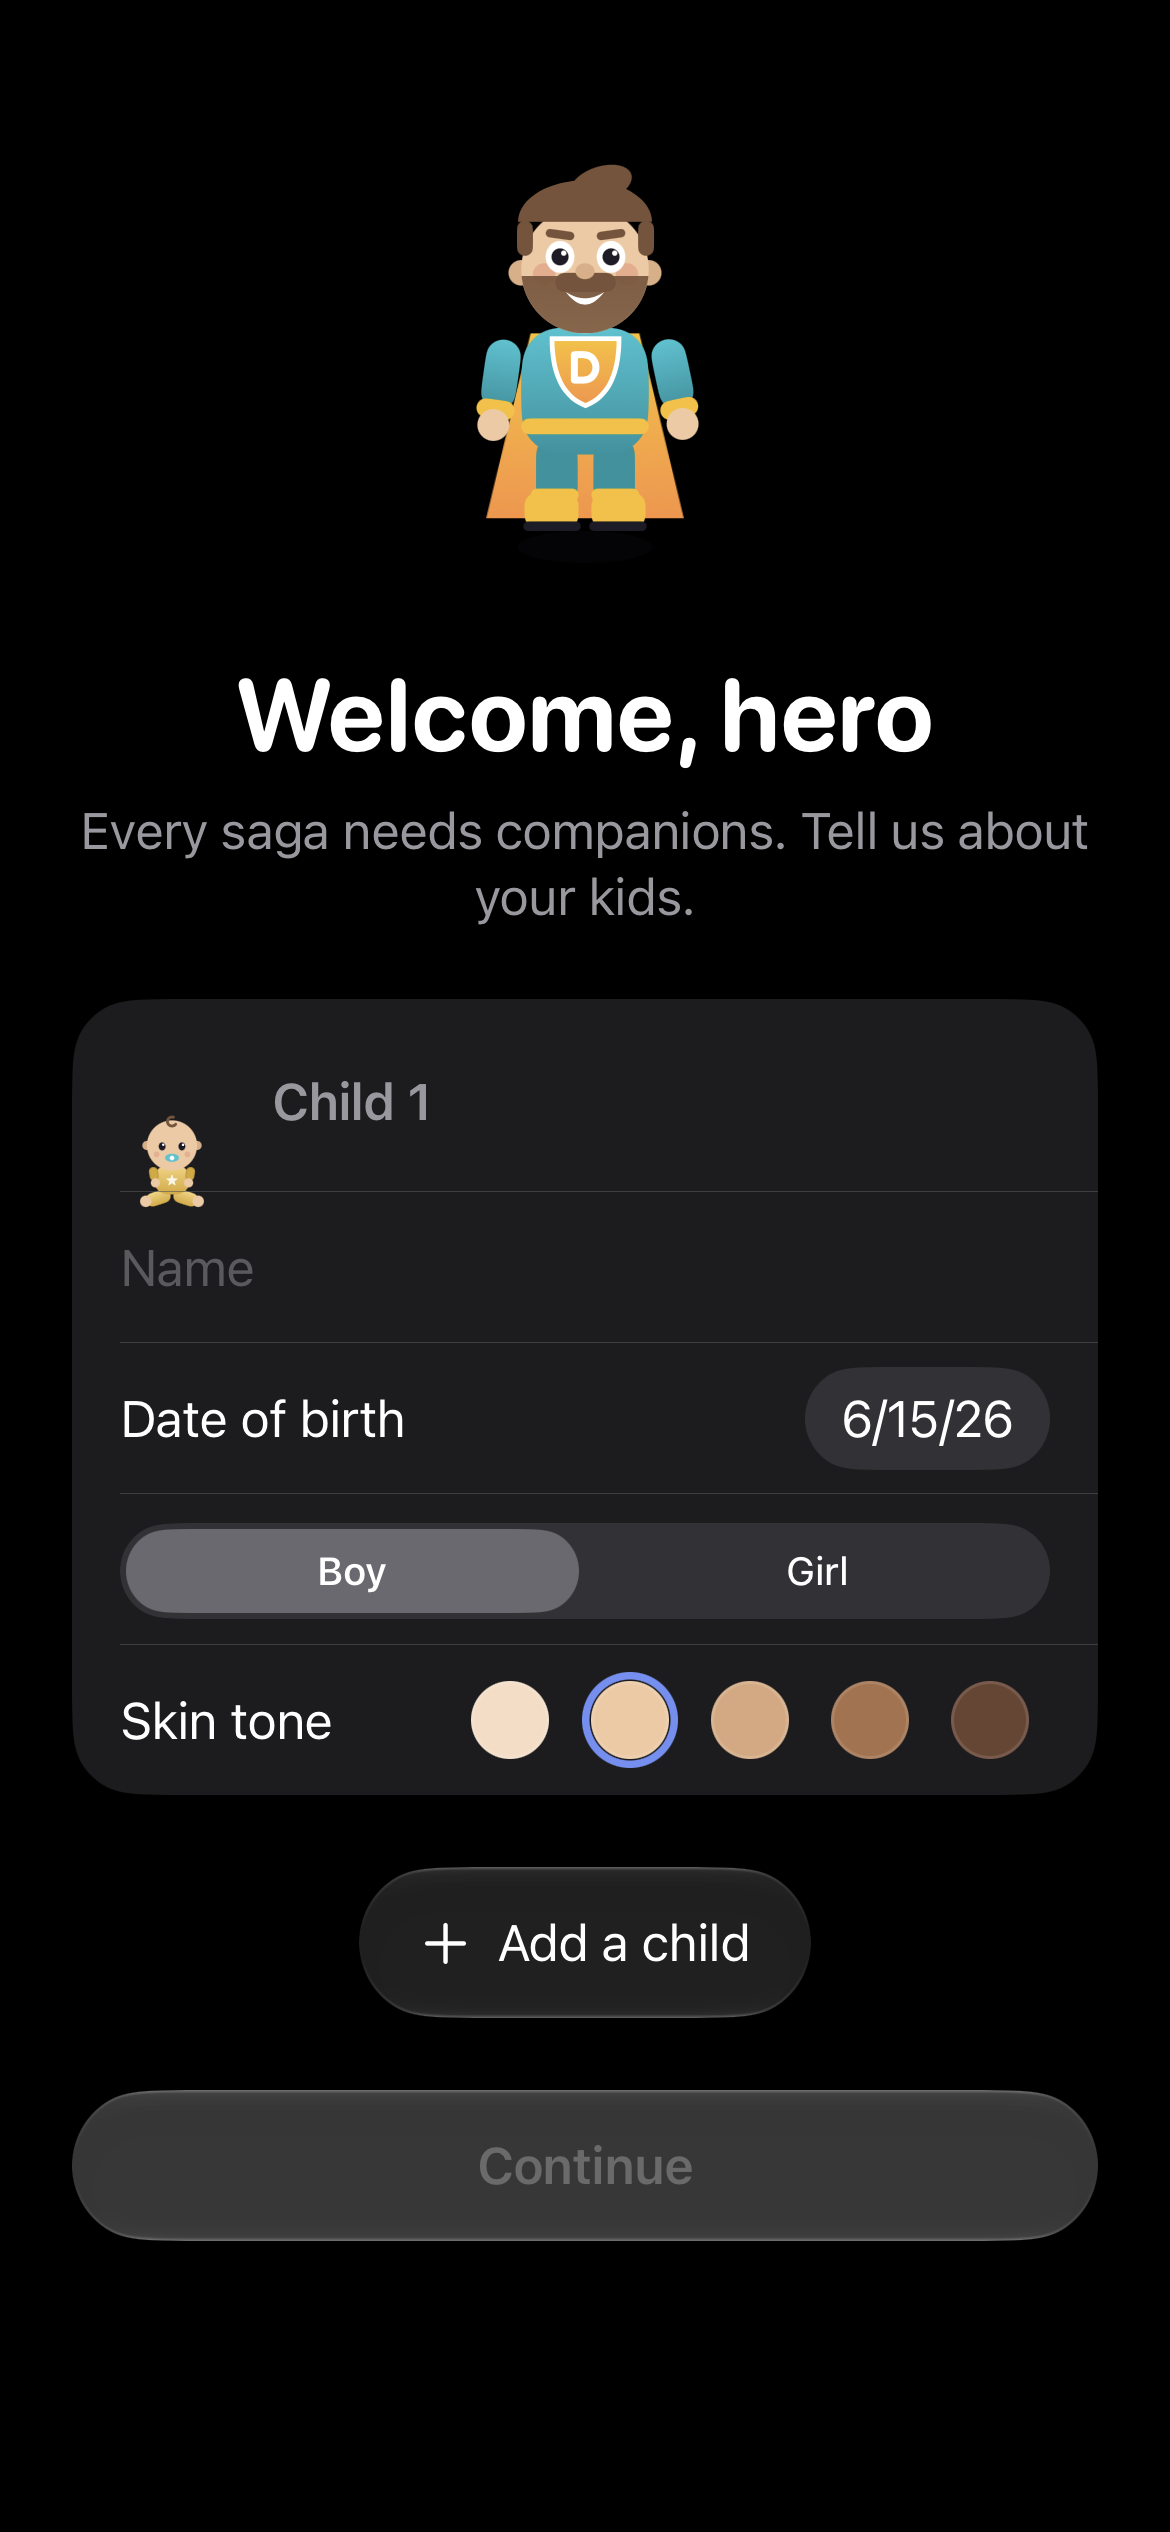 D
Welcome, hero
Every saga needs companions. Tell us about
your kids.
Child 1
Name
Date of birth 6/15/26
Boy Girl
Skin tone
+ Add a child
Continue